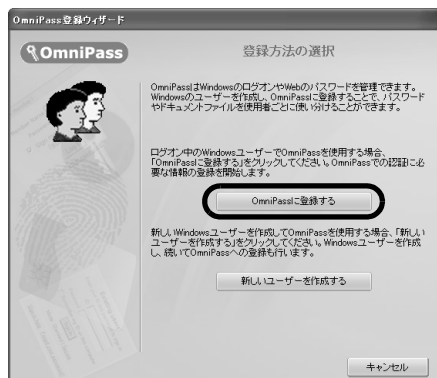 OmniPass登録ウィザード
OmniPass
登録方法の選択
OmniPassはWindowsのログオンやWebのパスワードを管理できます。
Windowsのユーザーを作成し、OmniPassに登録することで、パスワード
やドキュメントファイルを使用者ごとに使い分けることができます。
ログオン中のWindowsユーザーでOmniPassを使用する場合、
「OmniPassに登録する」をクリックしてください。OmniPassでの認証に必
要な情報の登録を開始します。
OmniPassに登録する
新しいWindowsユーザーを作成してOmniPassを使用する場合、「新しい
ユーザーを作成する」をクリックしてください。Windowsユーザーを作成
し、続いてOmniPassへの登録も行います。
新しいユーザーを作成する
キャンセル